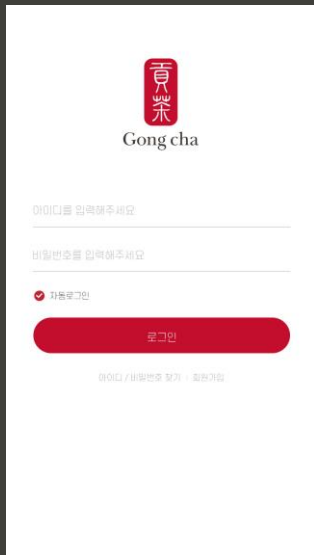 貢茶
Gong cha
아이디를 입력해주세요
비밀번호를 입력해주세요
자동로그인
로그인
아이디 / 비밀번호 찾기 · 회원가입